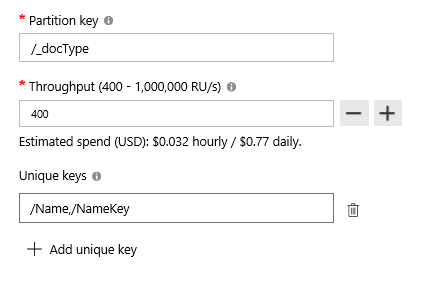 * Partition key
/_docType
* Throughput (400 - 1,000,000 RU/s)
400
Estimated spend (USD): $0.032 hourly / $0.77 daily.
Unique keys
/Name,/NameKey
+ Add unique key